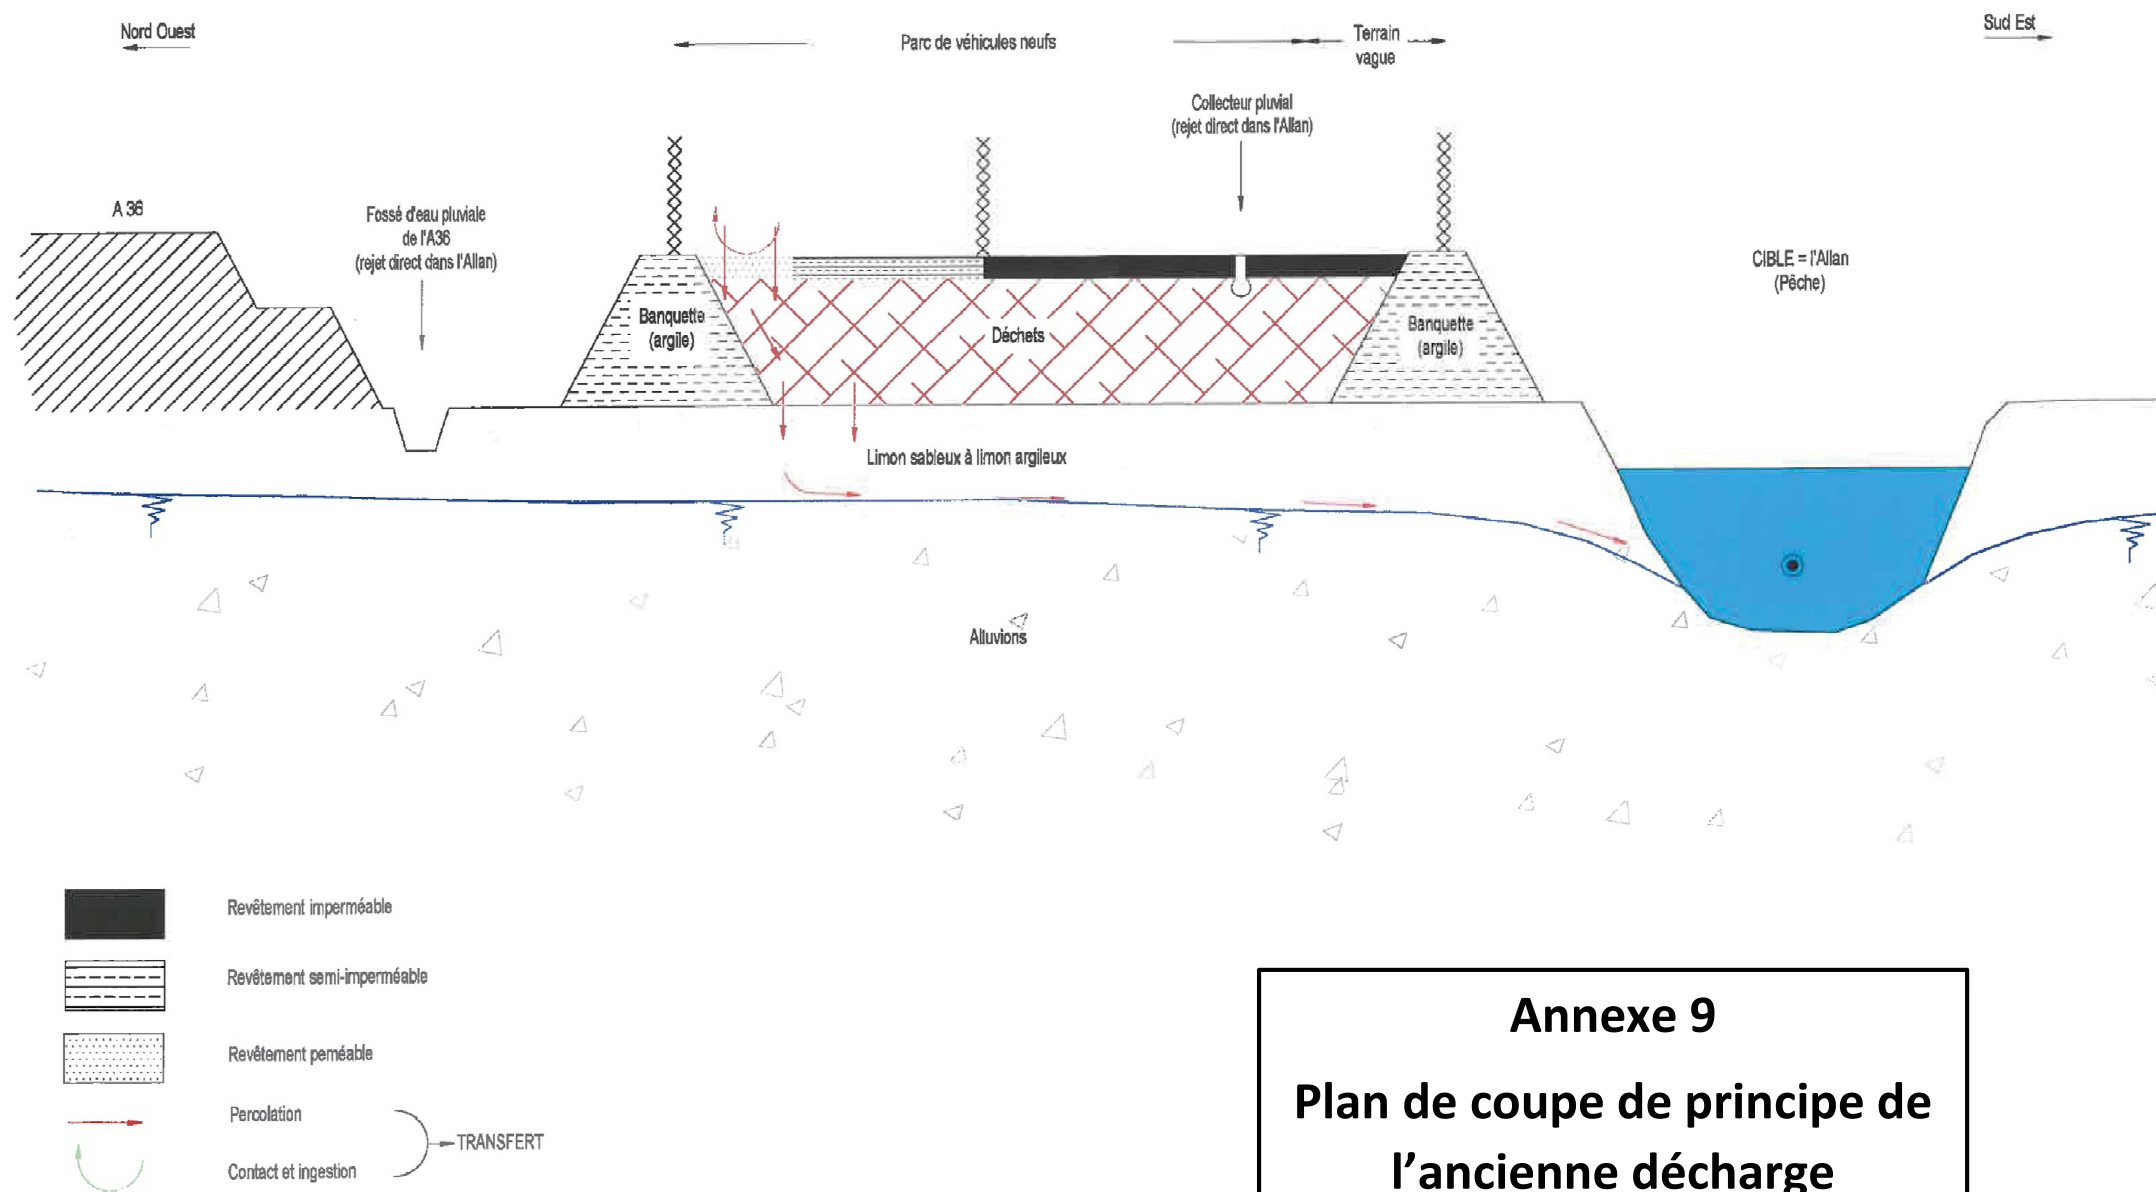 Nord Ouest
Parc de véhicules neufs
Terrain
vague
Sud Est
Collecteur pluvial
(rejet direct dans l'Allan)
A 36
Fossé d'eau pluviale
de l'A36
(rejet direct dans l'Allan)
CIBLE = l'Allan
(Pêche)
Banquette
(argile)
Déchets
Banquette
(argile)
Limon sableux à limon argileux
Alluvions
Revêtement imperméable
Revêtement semi-imperméable
Revêtement peméable
Percolation
TRANSFERT
Contact et ingestion
Annexe 9
Plan de coupe de principe de
l'ancienne décharge